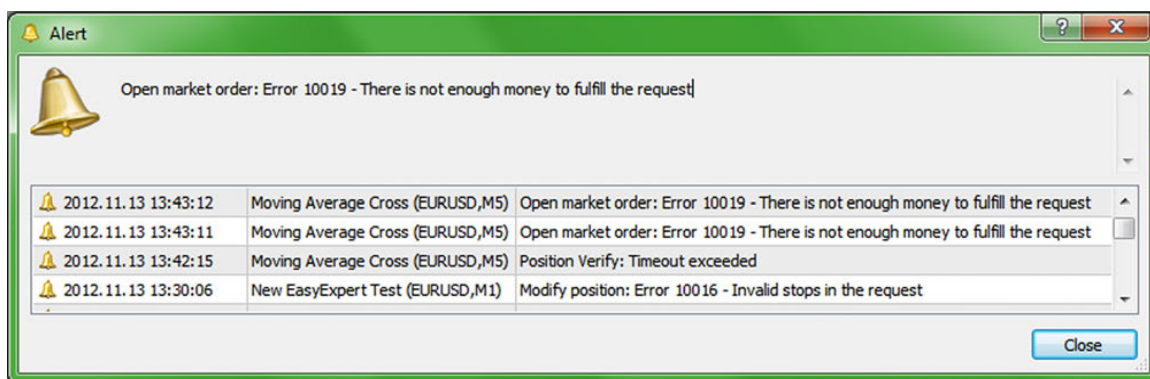 Alert
Open market order: Error 10019 - There is not enough money to fulfill the request
2012.11.13 13:43:12 Moving Average Cross (EURUSD,M5) Open market order: Error 10019 - There is not enough money to fulfill the request
2012.11.13 13:43:11 Moving Average Cross (EURUSD,M5) Open market order: Error 10019 - There is not enough money to fulfill the request
2012.11.13 13:42:15 Moving Average Cross (EURUSD,M5) Position Verify: Timeout exceeded
2012.11.13 13:30:06 New EasyExpert Test (EURUSD,M1) Modify position: Error 10016 - Invalid stops in the request
Close